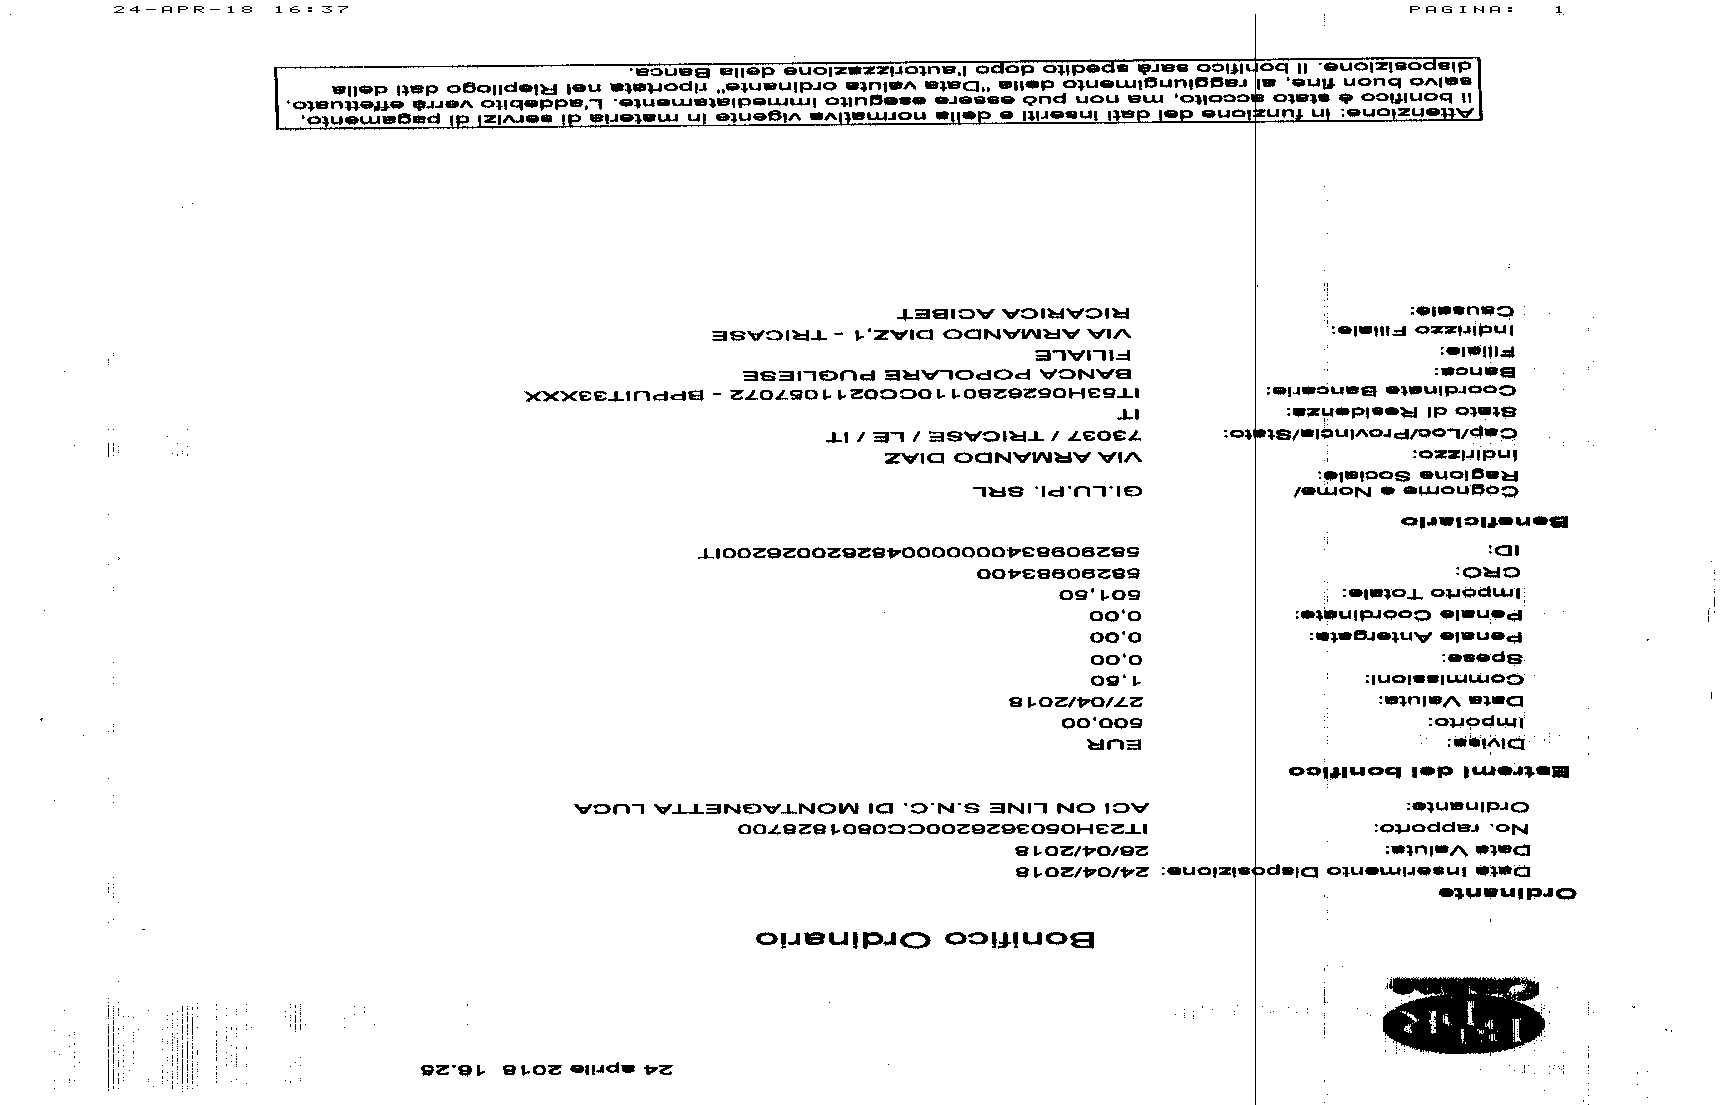 24-APR-18 16:37 PAGINA: 1
24 aprile 2018 16.25
Bonifico Ordinario
Ordinante
Data Inserimento Disposizione: 24/04/2018
Data Valuta: 26/04/2018
No. rapporto: IT23H0503626200CC0801828700
Ordinante: ACI ON LINE S.N.C. DI MONTAGNETTA LUCA
Estremi del bonifico
Divisa: EUR
Importo: 500,00
Data Valuta: 27/04/2018
Commissioni: 1,50
Spese: 0,00
Penale Antergate: 0,00
Penale Coordinate: 0,00
Importo Totale: 501,50
CRO: 58290983400
ID: 5829098340000000482620026200IT
Beneficiario
Cognome e Nome/
Ragione Sociale: GI.LU.PI. SRL
Indirizzo: VIA ARMANDO DIAZ
Cap/Loc/Provincia/Stato: 73037 / TRICASE / LE / IT
Stato di Residenza: IT
Coordinate Bancarie: IT53H0526280110CC0211057072 - BPPUIT33XXX
Banca: BANCA POPOLARE PUGLIESE
Filiale: FILIALE
Indirizzo Filiale: VIA ARMANDO DIAZ,1 - TRICASE
Causale: RICARICA ACIBET
Attenzione: in funzione dei dati inseriti e della normativa vigente in materia di servizi di pagamento,
il bonifico è stato accolto, ma non può essere eseguito immediatamente. L'addebito verrà effettuato,
salvo buon fine, al raggiungimento della "Data valuta ordinante" riportata nel Riepilogo dati della
disposizione. Il bonifico sarà spedito dopo l'autorizzazione della Banca.